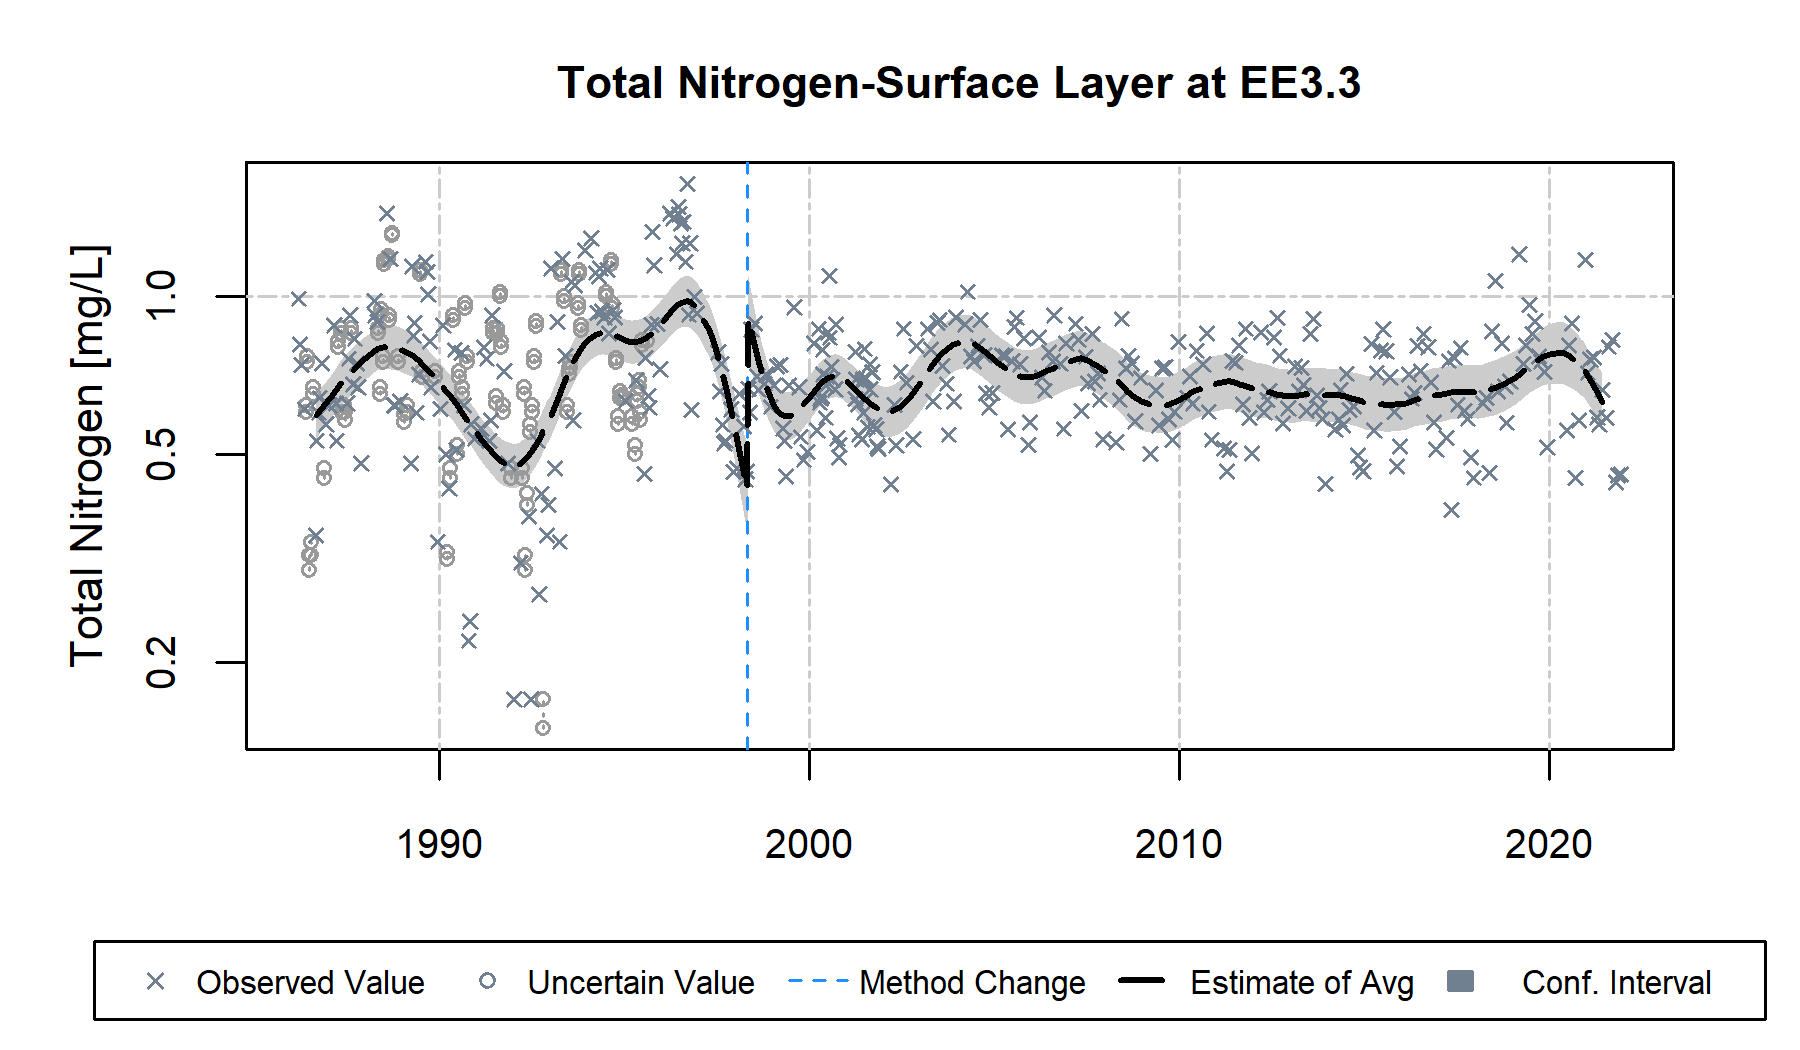 Total Nitrogen-Surface Layer at EE3.3
Total Nitrogen [mg/L]
1.0
0.5
0.2
1990 2000 2010 2020
Observed Value Uncertain Value Method Change Estimate of Avg Conf. Interval